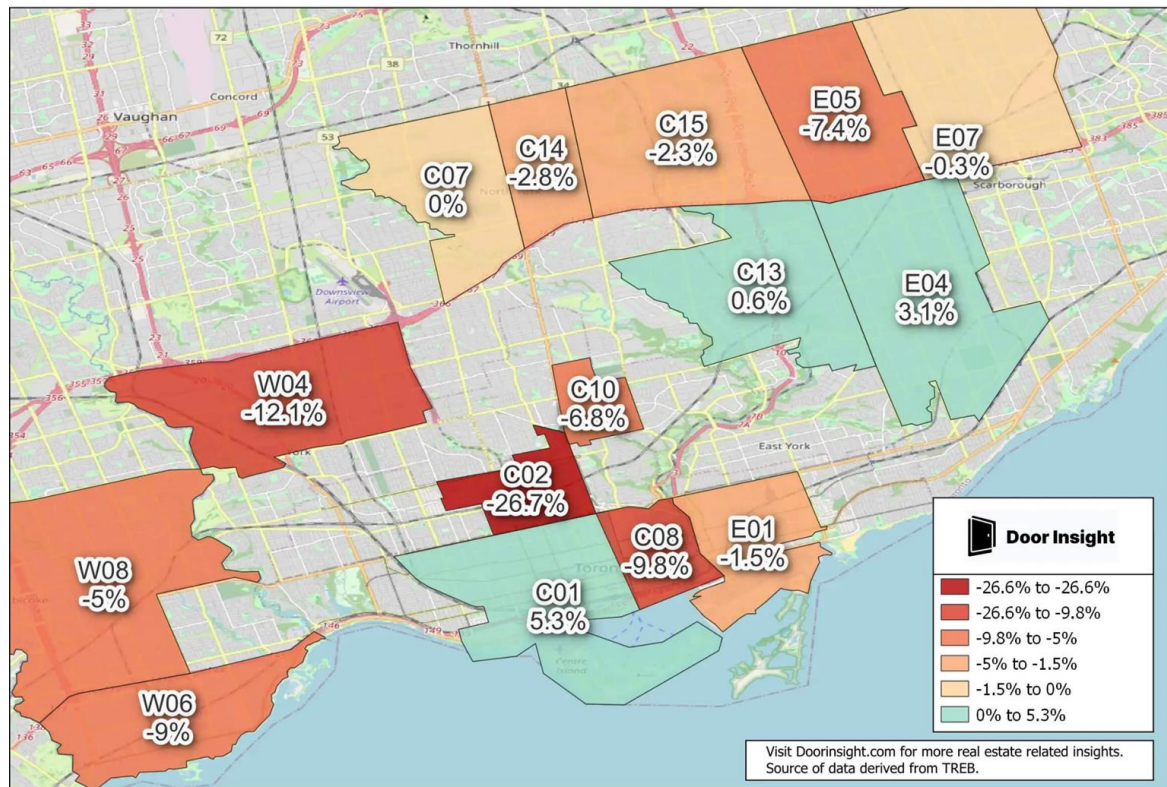 Thornhill
Concord
Vaughan
E05
-7.4%
C15
-2.3%
C14
-2.8%
C07
0%
E07
-0.3%
Scarborough
C13
0.6%
E04
3.1%
Downsview
Airport
W04
-12.1%
C10
-6.8%
East York
C02
-26.7%
C08
-9.8%
E01
-1.5%
W08
-5%
C01
5.3%
Centre
Island
W06
-9%
Door Insight
-26.6% to -26.6%
-26.6% to -9.8%
-9.8% to -5%
-5% to -1.5%
-1.5% to 0%
0% to 5.3%
Visit Doorinsight.com for more real estate related insights.
Source of data derived from TREB.